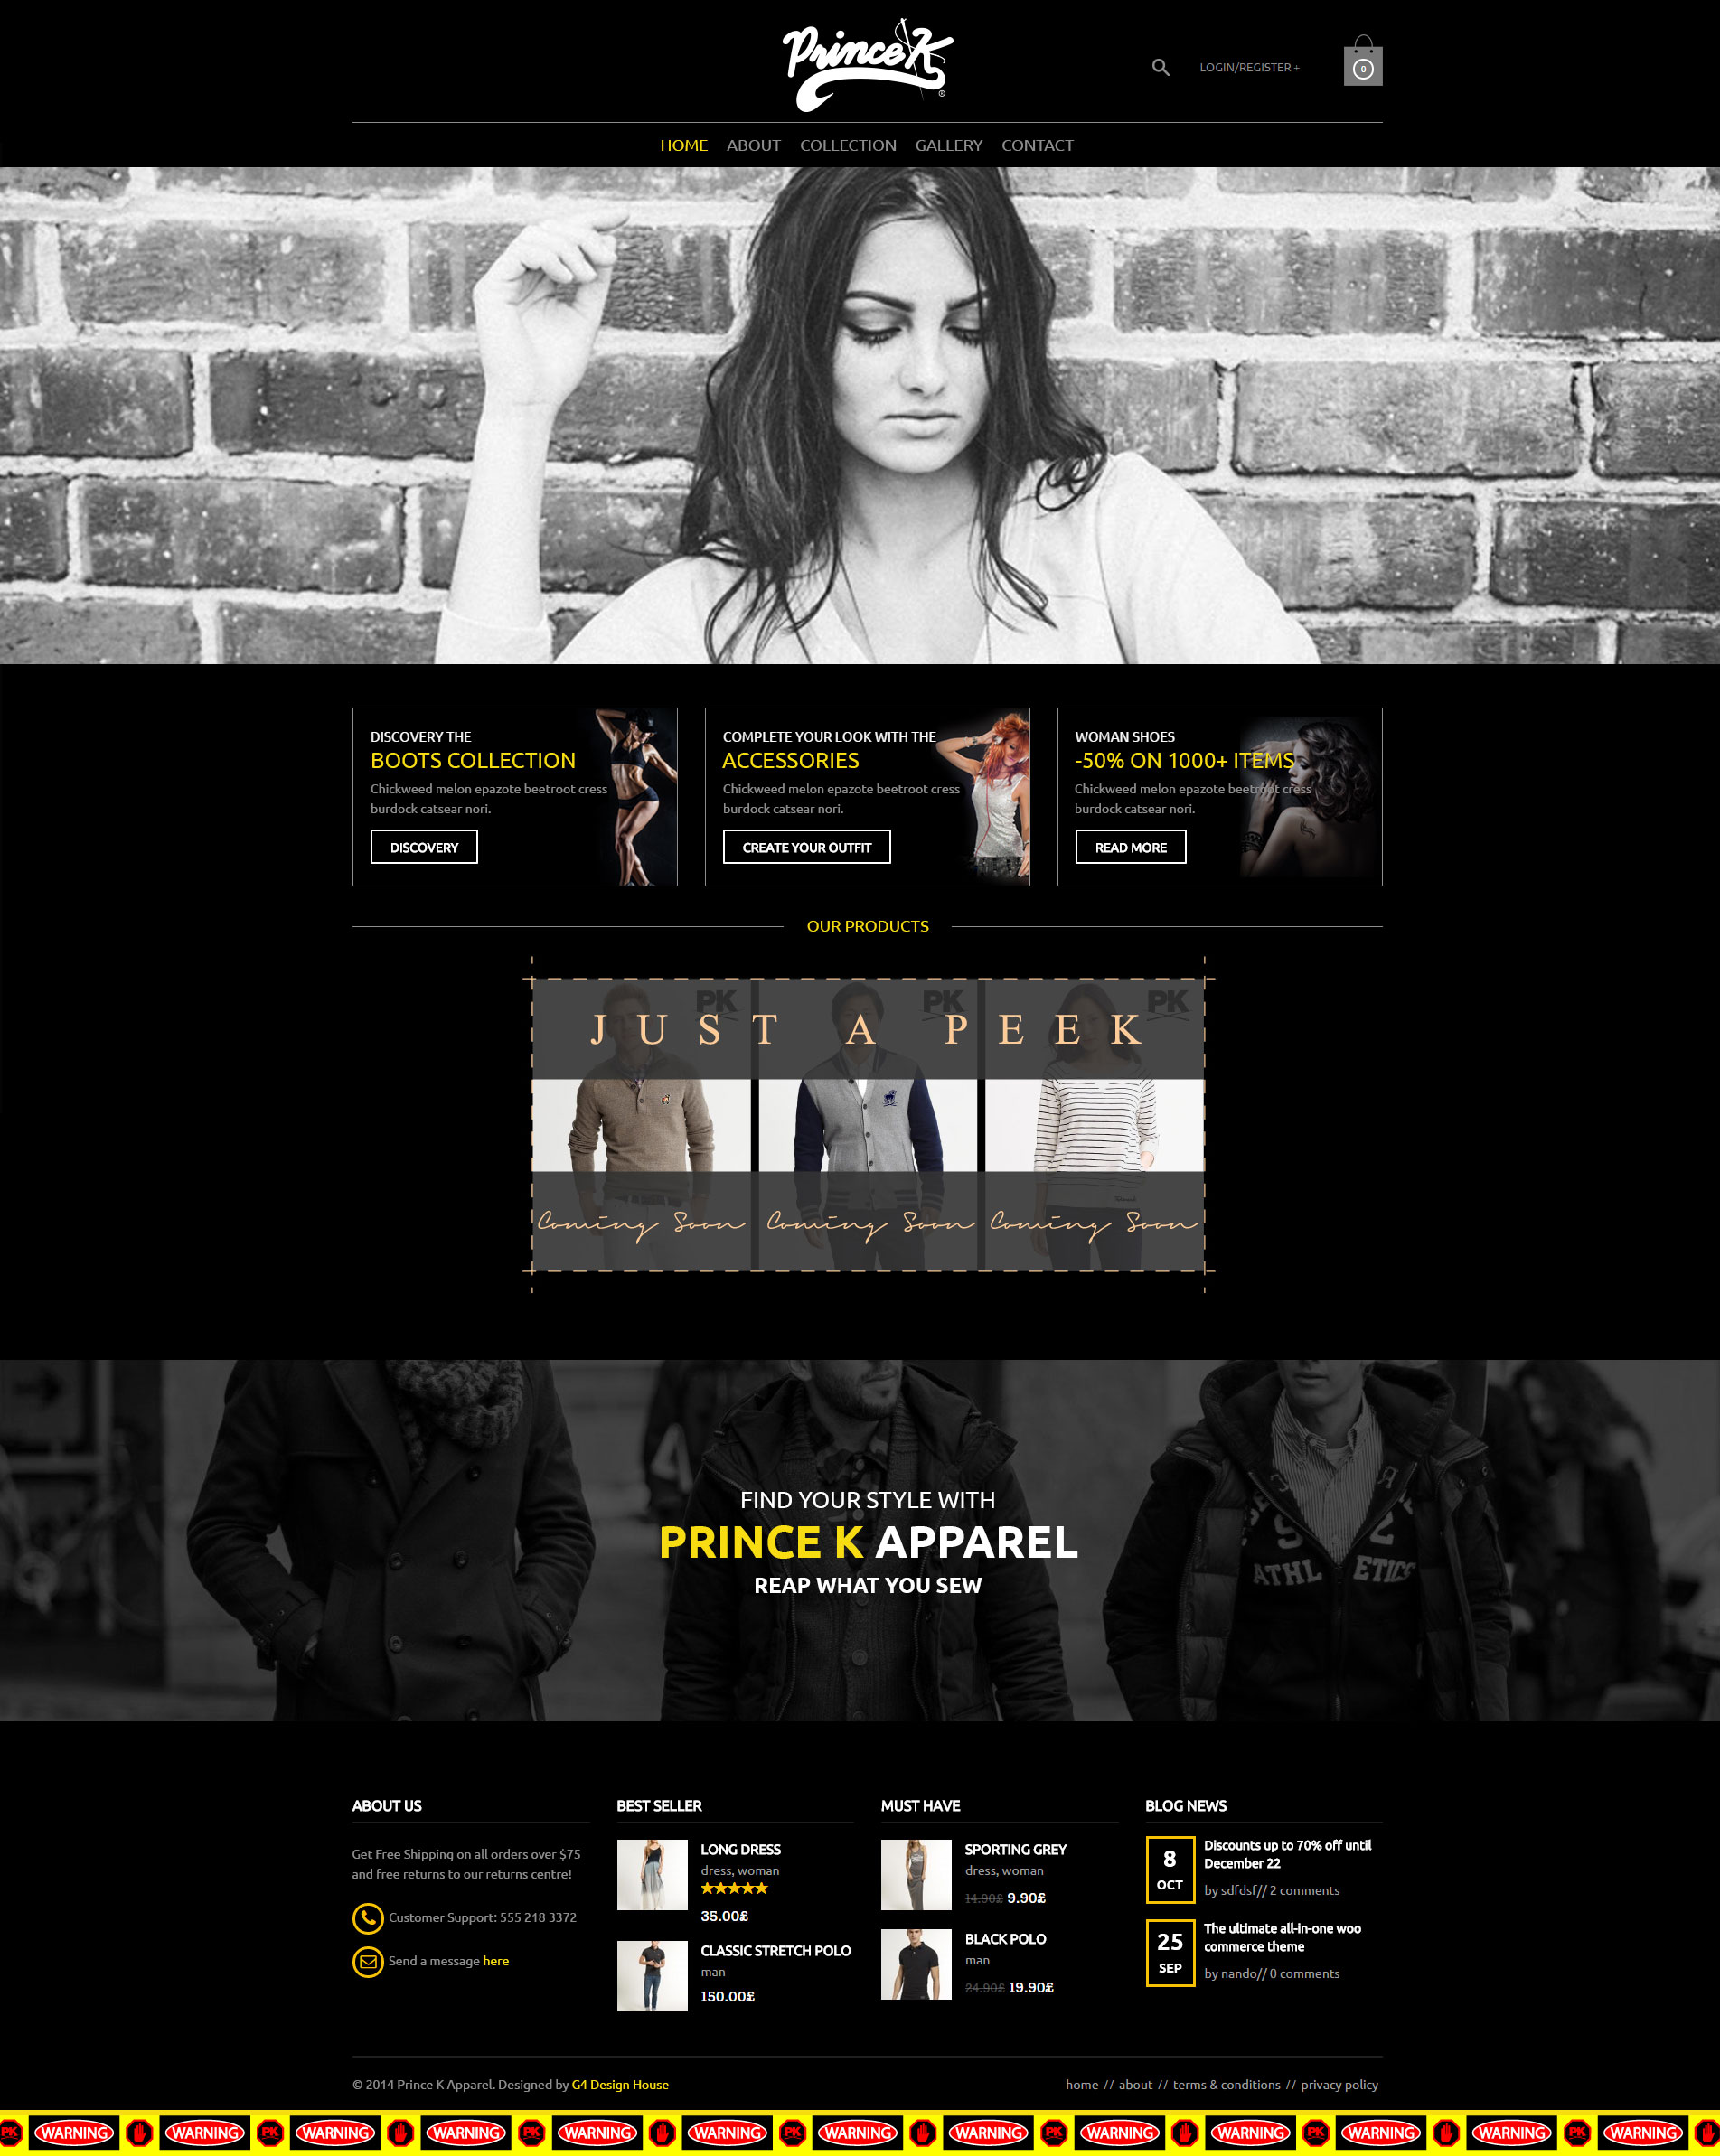 Prince K
®
LOGIN/REGISTER +
0
HOME ABOUT COLLECTION GALLERY CONTACT
DISCOVERY THE
BOOTS COLLECTION
Chickweed melon epazote beetroot cress
burdock catsear nori.
DISCOVERY
COMPLETE YOUR LOOK WITH THE
ACCESSORIES
Chickweed melon epazote beetroot cress
burdock catsear nori.
CREATE YOUR OUTFIT
WOMAN SHOES
-50% ON 1000+ ITEMS
Chickweed melon epazote beetroot cress
burdock catsear nori.
READ MORE
OUR PRODUCTS
PK PK PK
JUST A PEEK
Coming Soon Coming Soon Coming Soon
FIND YOUR STYLE WITH
PRINCE K APPAREL
REAP WHAT YOU SEW
ATHLETICS
ABOUT US
Get Free Shipping on all orders over $75
and free returns to our returns centre!
Customer Support: 555 218 3372
Send a message here
BEST SELLER
LONG DRESS
dress, woman
35.00£
CLASSIC STRETCH POLO
man
150.00£
MUST HAVE
SPORTING GREY
dress, woman
14.90£ 9.90£
BLACK POLO
man
24.90£ 19.90£
BLOG NEWS
8
OCT
Discounts up to 70% off until
December 22
by sdfdsf// 2 comments
25
SEP
The ultimate all-in-one woo
commerce theme
by nando// 0 comments
© 2014 Prince K Apparel. Designed by G4 Design House
home // about // terms & conditions // privacy policy
PK WARNING WARNING PK WARNING WARNING PK WARNING WARNING PK WARNING WARNING PK WARNING WARNING PK WARNING WARNING PK WARNING